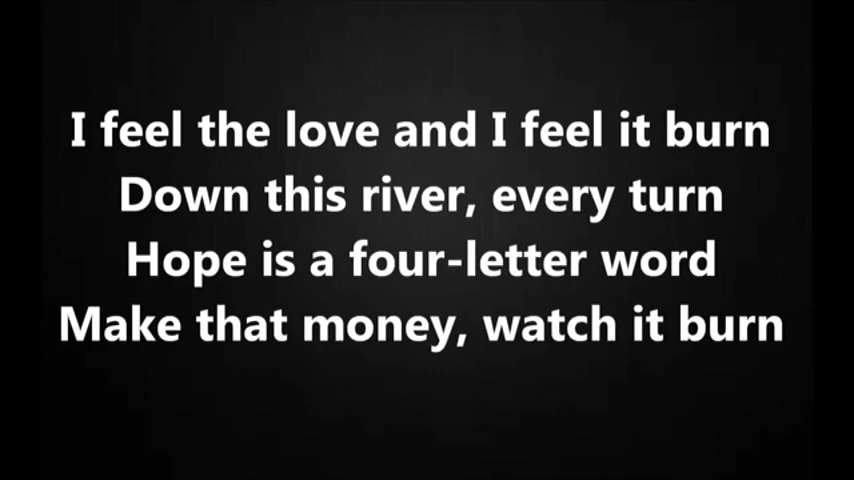 I feel the love and I feel it burn
Down this river, every turn
Hope is a four-letter word
Make that money, watch it burn